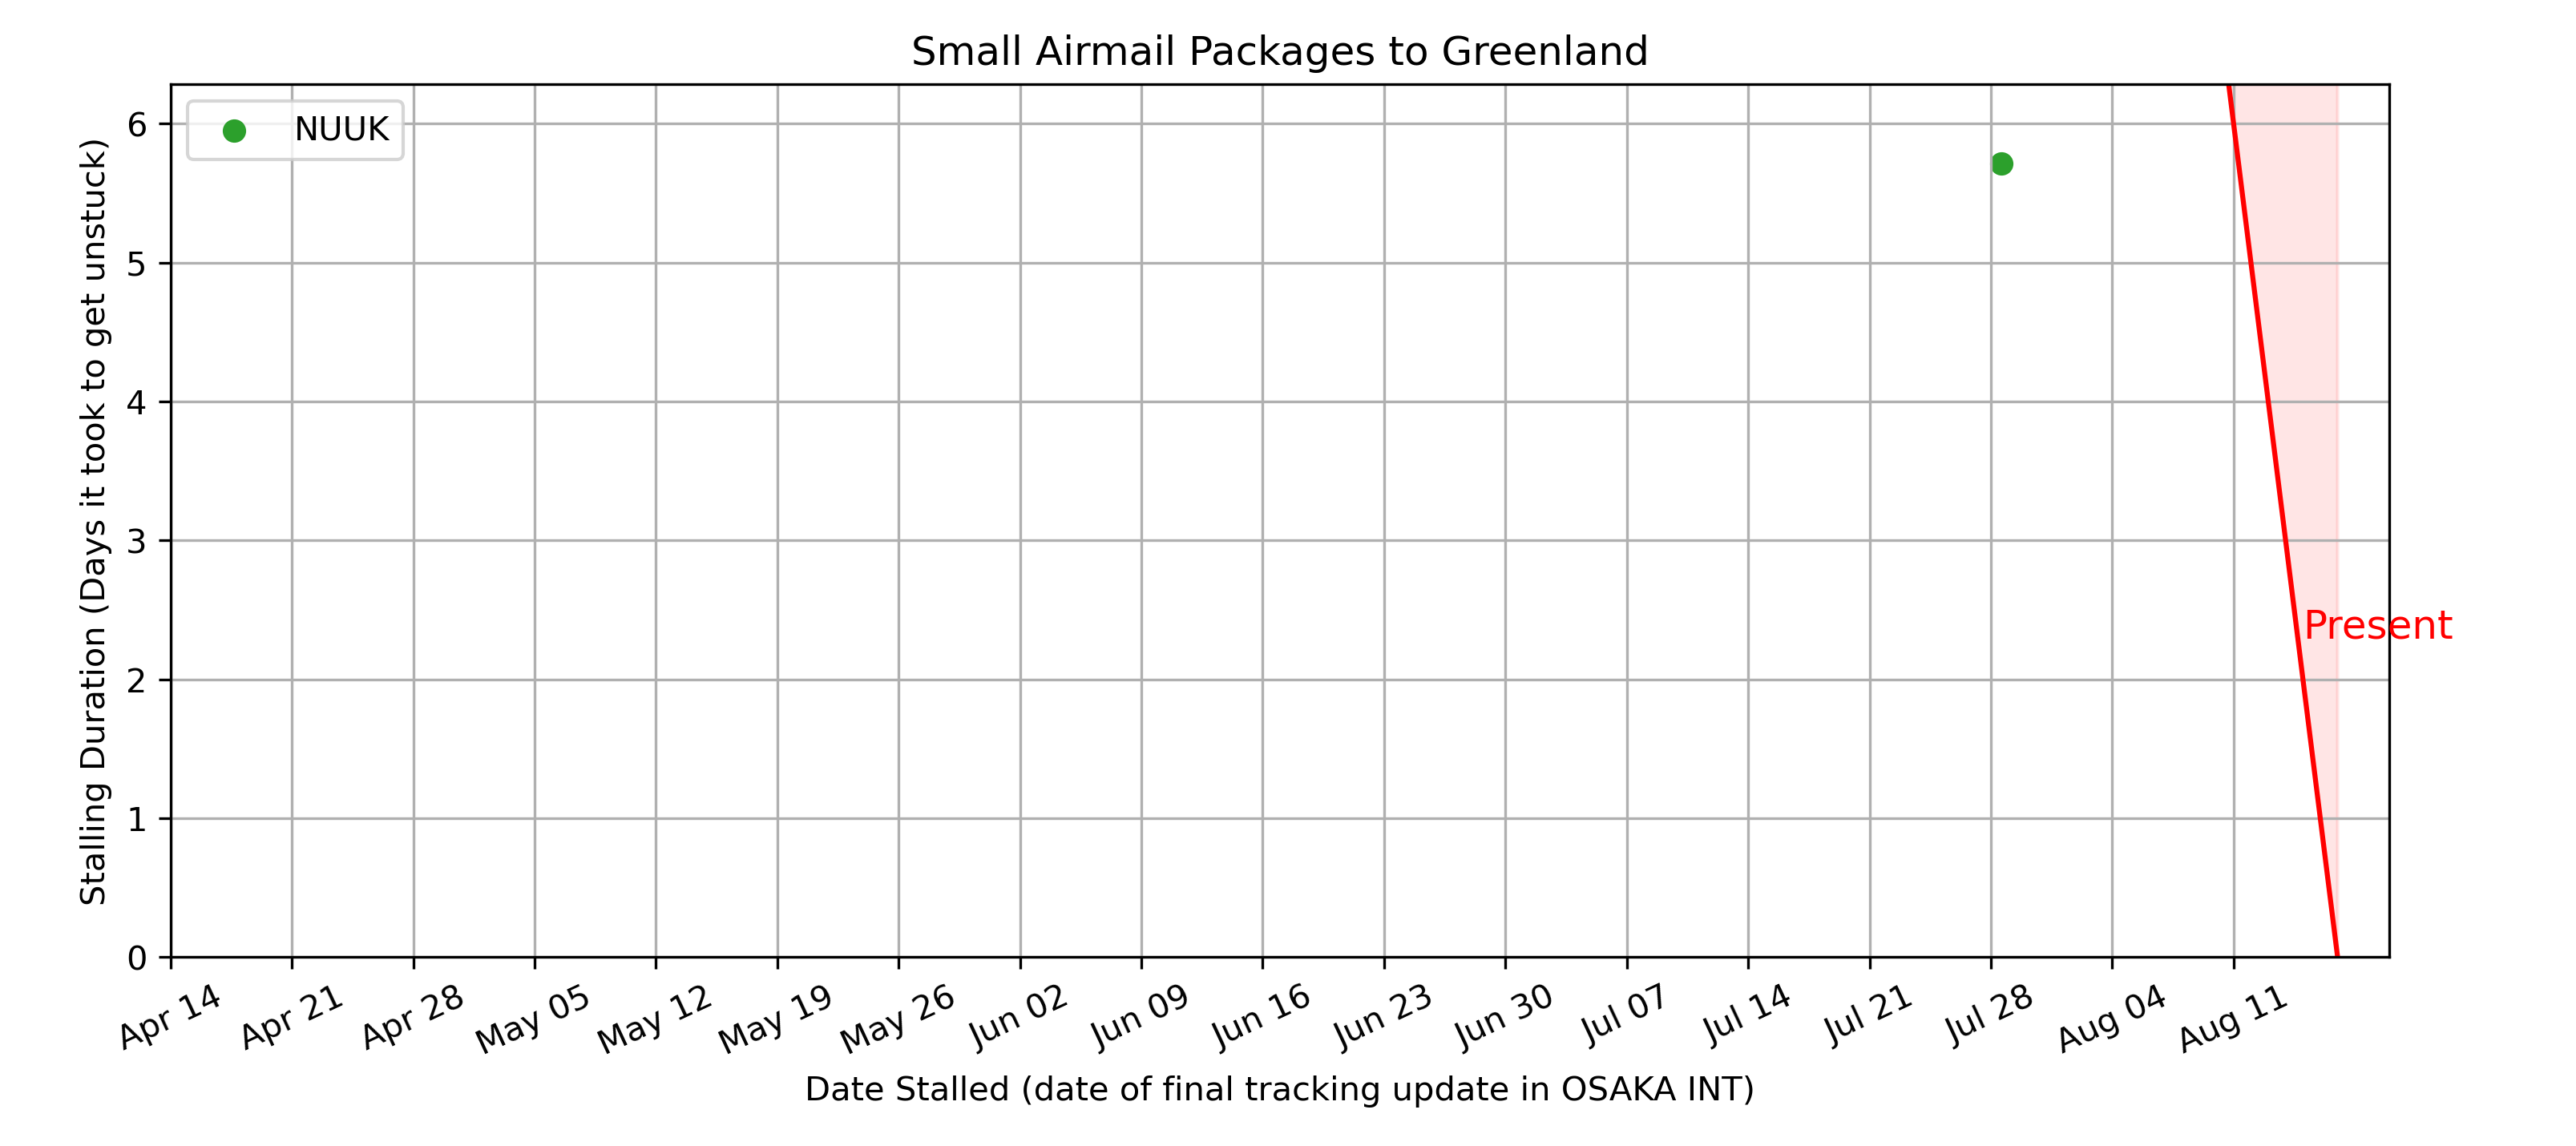 Small Airmail Packages to Greenland
NUUK
Stalling Duration (Days it took to get unstuck)
6
5
4
3
2
1
0
Present
Apr 14
Apr 21
Apr 28
May 05
May 12
May 19
May 26
Jun 02
Jun 09
Jun 16
Jun 23
Jun 30
Jul 07
Jul 14
Jul 21
Jul 28
Aug 04
Aug 11
Date Stalled (date of final tracking update in OSAKA INT)